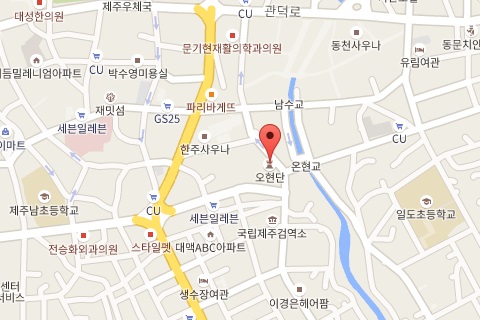 제주우체국
CU
관덕로
대성한의원
문기현재활의학과의원
동천사우나
동문치안
유림여관
CU
리듬밀레니엄아파트
CU
박수영미용실
파리바게뜨
남수교
재밋섬
GS25
세븐일레븐
CU
이마트
한주사우나
온현교
오현단
제주남초등학교
CU
세븐일레븐
일도초등학교
국립제주검역소
전승화외과의원
스타일펫
대맥ABC아파트
센터
서비스
생수장여관
이경은헤어팜